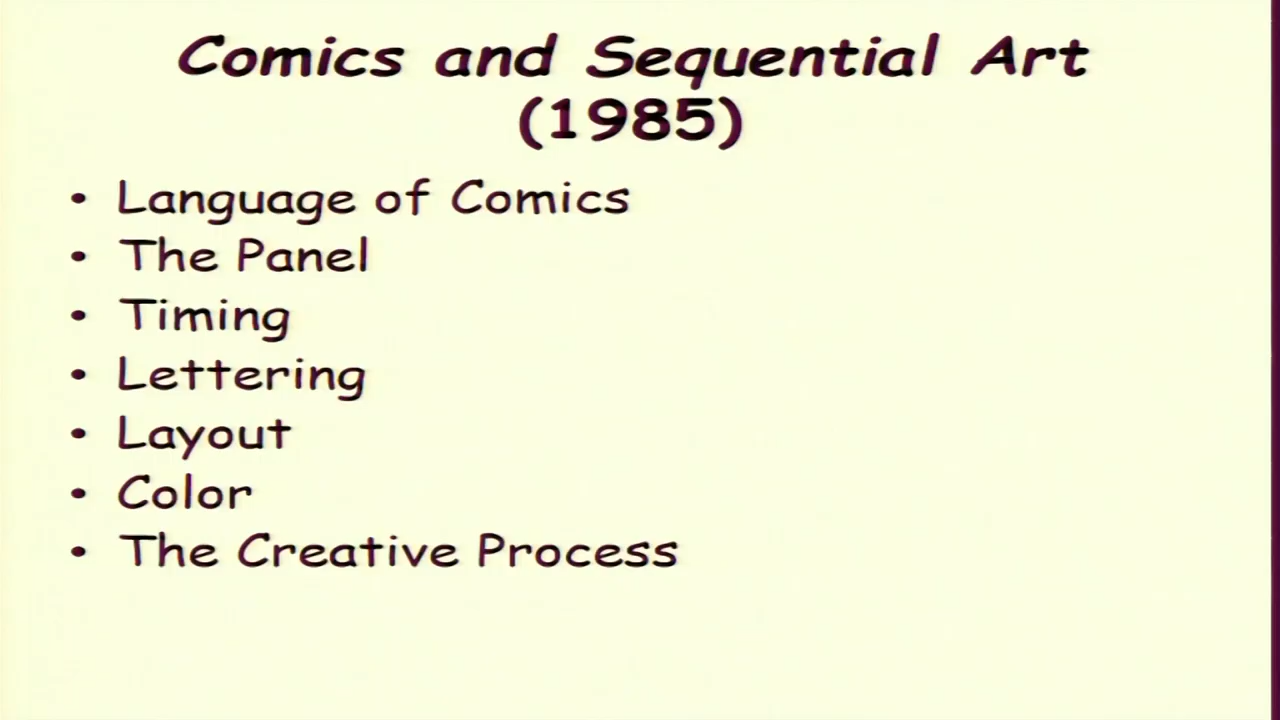 Comics and Sequential Art
(1985)
• Language of Comics
• The Panel
• Timing
• Lettering
• Layout
• Color
• The Creative Process